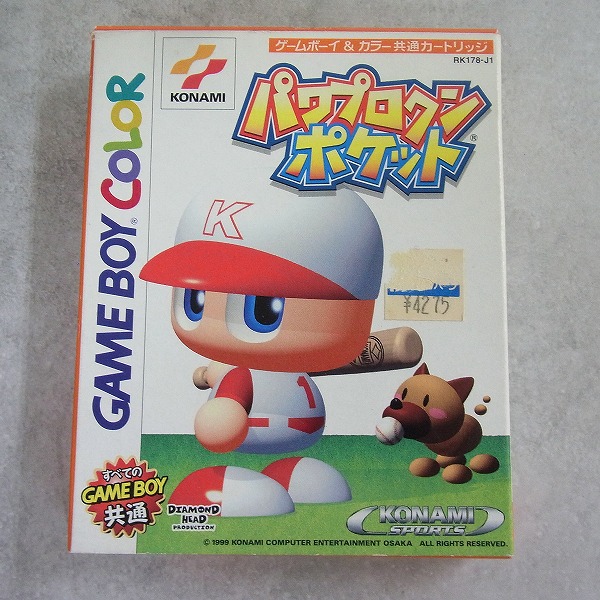 ゲームボーイ & カラー共通カートリッジ
RK178-J1
KONAMI
パワプロクン
ポケット®
GAME BOY COLOR
K
¥4275
1
すべての
GAME BOY
共通
DIAMOND
HEAD
PRODUCTION
KONAMI
SPORTS
© 1999 KONAMI COMPUTER ENTERTAINMENT OSAKA ALL RIGHTS RESERVED.